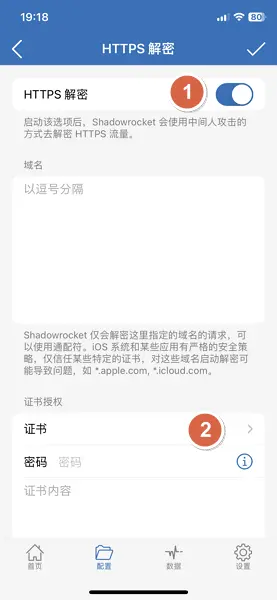 19:18
80
HTTPS 解密
HTTPS 解密
1
启动该选项后，Shadowrocket 会使用中间人攻击的
方式去解密 HTTPS 流量。
域名
以逗号分隔
Shadowrocket 仅会解密这里指定的域名的请求，可
以使用通配符。iOS 系统和某些应用有严格的安全策
略，仅信任某些特定的证书，对这些域名启动解密可
能导致问题，如 *.apple.com, *.icloud.com。
证书授权
证书
2
密码 密码
证书内容
首页 配置 数据 设置